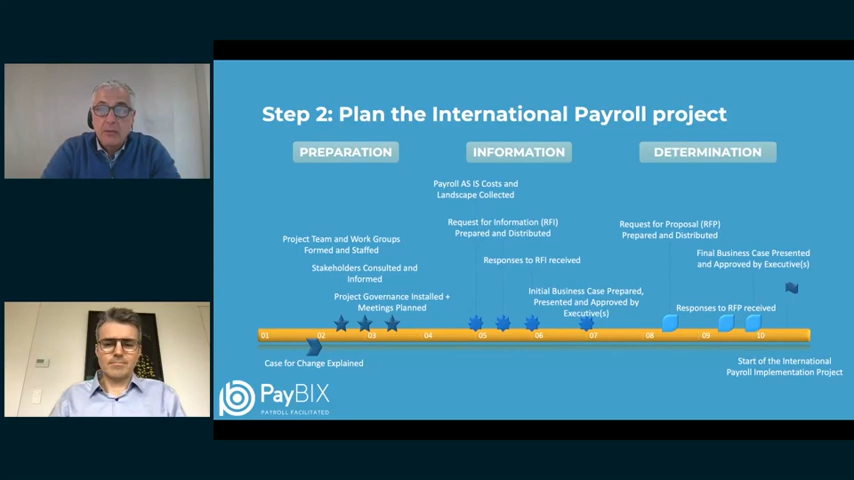 Step 2: Plan the International Payroll project
PREPARATION
INFORMATION
DETERMINATION
Payroll AS IS Costs and
Landscape Collected
Request for Information (RFI)
Prepared and Distributed
Request for Proposal (RFP)
Prepared and Distributed
Project Team and Work Groups
Formed and Staffed
Responses to RFI received
Final Business Case Presented
and Approved by Executive(s)
Stakeholders Consulted and
Informed
Project Governance Installed +
Meetings Planned
Initial Business Case Prepared,
Presented and Approved by
Executive(s)
Responses to RFP received
01
02
03
04
05
06
07
08
09
10
Case for Change Explained
Start of the International
Payroll Implementation Project
PayBIX
PAYROLL FACILITATED